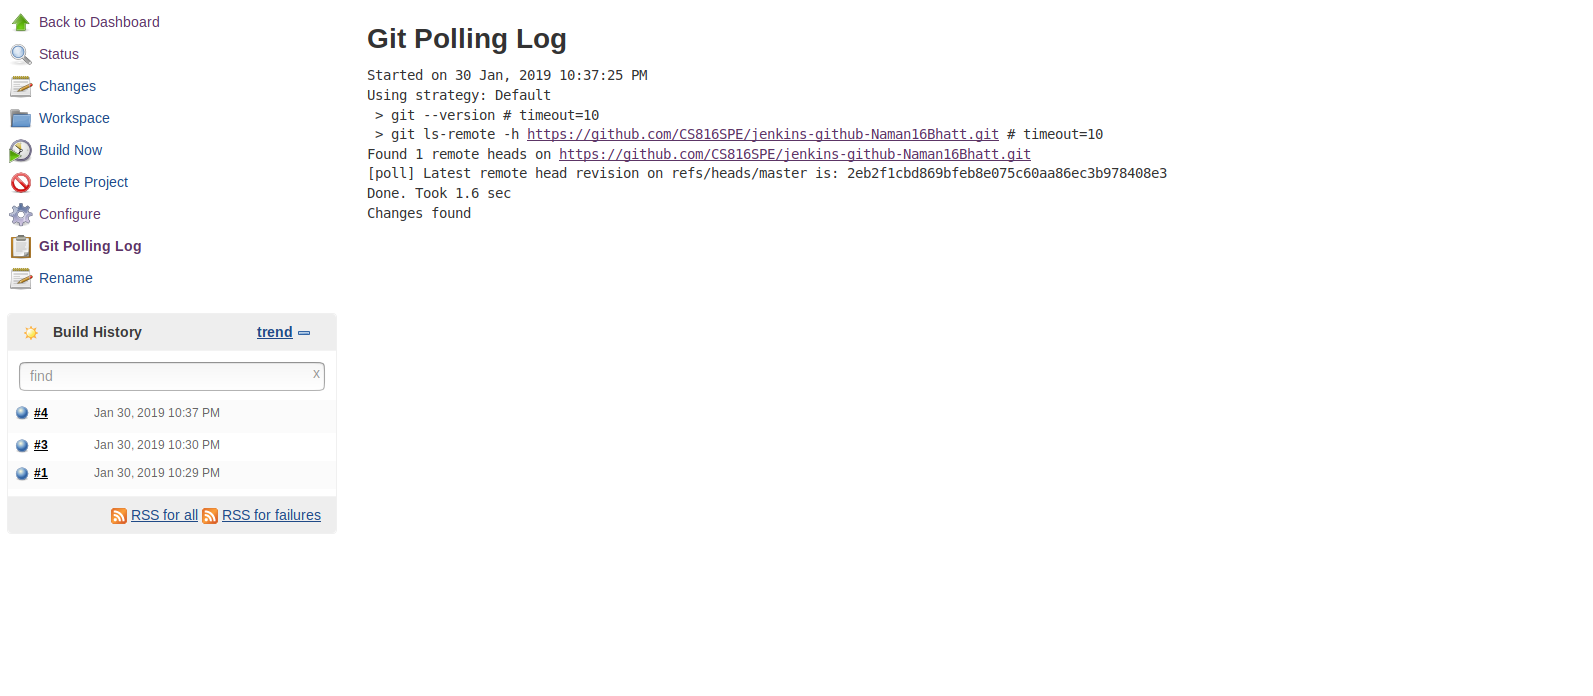 Back to Dashboard
Status
Changes
Workspace
Build Now
Delete Project
Configure
Git Polling Log
Rename
Build History trend
find x
#4 Jan 30, 2019 10:37 PM
#3 Jan 30, 2019 10:30 PM
#1 Jan 30, 2019 10:29 PM
RSS for all RSS for failures
Git Polling Log
Started on 30 Jan, 2019 10:37:25 PM
Using strategy: Default
 > git --version # timeout=10
 > git ls-remote -h https://github.com/CS816SPE/jenkins-github-Naman16Bhatt.git # timeout=10
Found 1 remote heads on https://github.com/CS816SPE/jenkins-github-Naman16Bhatt.git
[poll] Latest remote head revision on refs/heads/master is: 2eb2f1cbd869bfeb8e075c60aa86ec3b978408e3
Done. Took 1.6 sec
Changes found